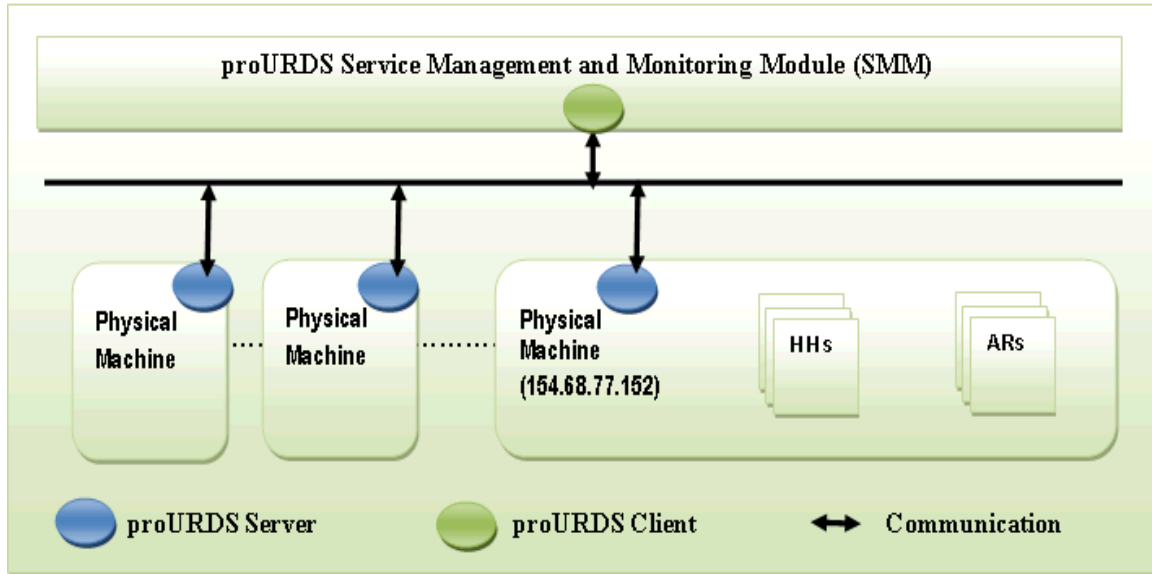 proURDS Service Management and Monitoring Module (SMM)
Physical
Machine
Physical
Machine
Physical
Machine
(154.68.77.152)
HHs
ARs
proURDS Server
proURDS Client
Communication